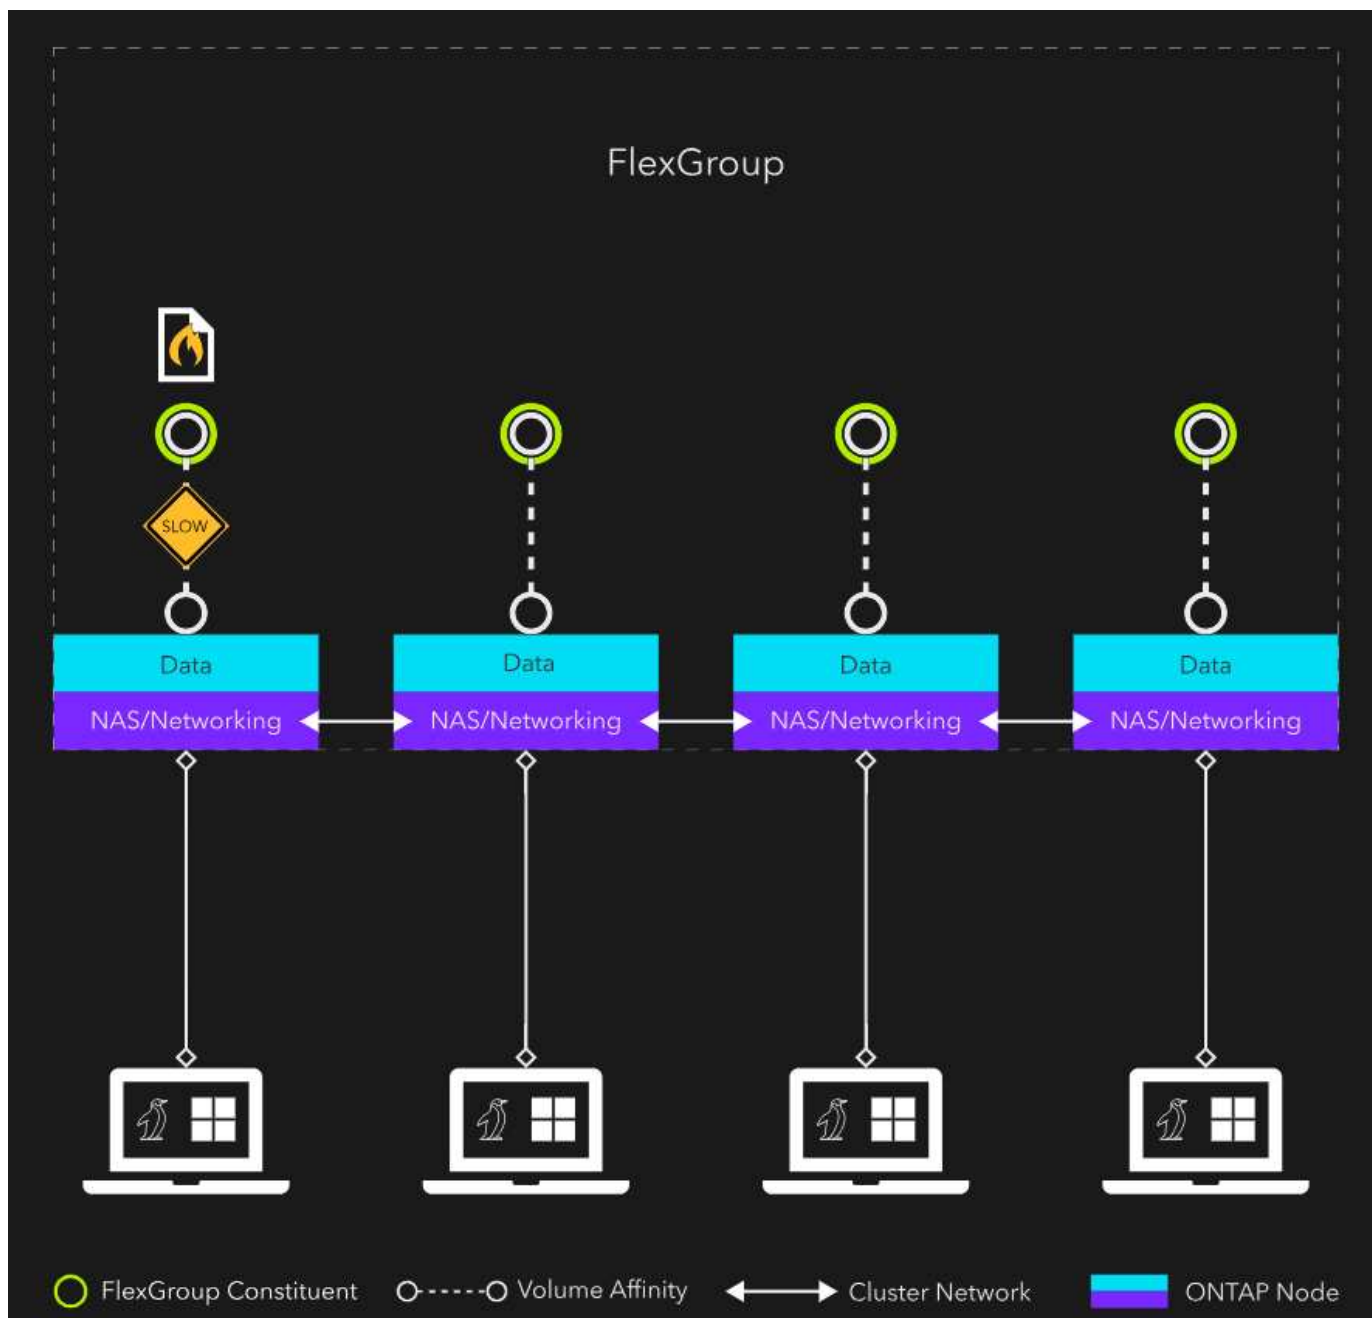 FlexGroup
SLOW
Data Data Data Data
NAS/Networking NAS/Networking NAS/Networking NAS/Networking
FlexGroup Constituent Volume Affinity Cluster Network ONTAP Node